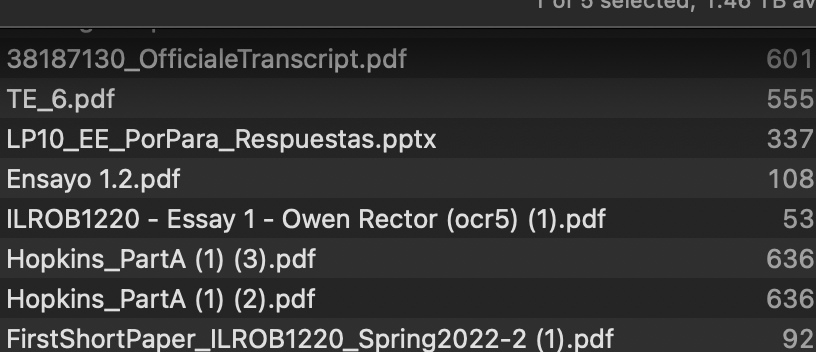 1 of 5 selected, 1.46 TB av
38187130_OfficialeTranscript.pdf 601
TE_6.pdf 555
LP10_EE_PorPara_Respuestas.pptx 337
Ensayo 1.2.pdf 108
ILROB1220 - Essay 1 - Owen Rector (ocr5) (1).pdf 53
Hopkins_PartA (1) (3).pdf 636
Hopkins_PartA (1) (2).pdf 636
FirstShortPaper_ILROB1220_Spring2022-2 (1).pdf 92